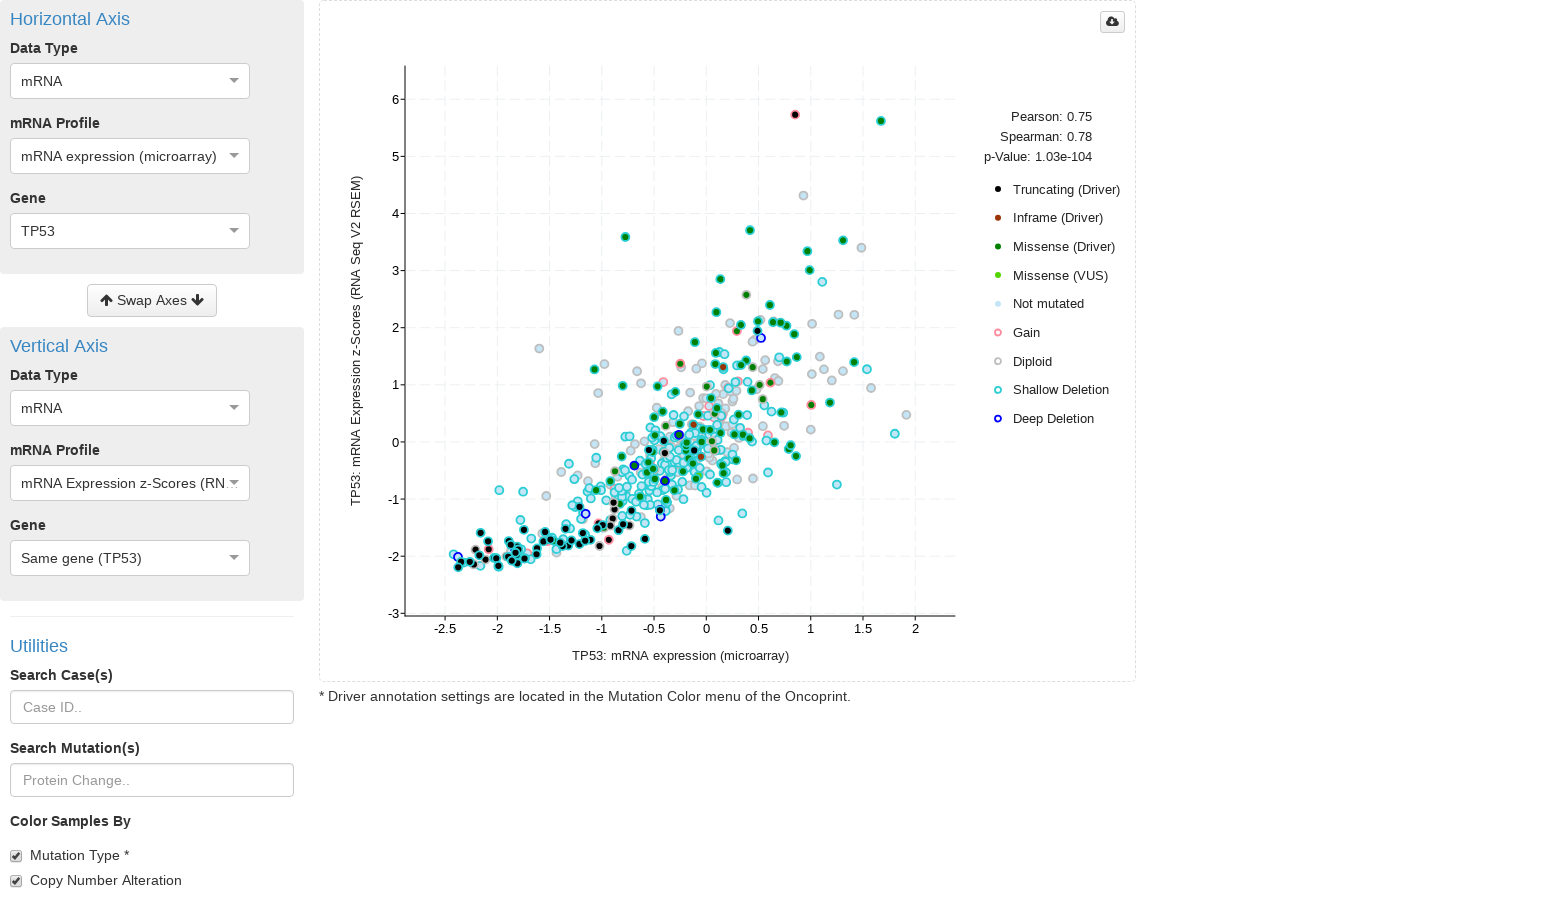 Horizontal Axis
Data Type
mRNA
mRNA Profile
mRNA expression (microarray)
Gene
TP53
Swap Axes
Vertical Axis
Data Type
mRNA
mRNA Profile
mRNA Expression z-Scores (RN...
Gene
Same gene (TP53)
Utilities
Search Case(s)
Case ID..
Search Mutation(s)
Protein Change..
Color Samples By
Mutation Type *
Copy Number Alteration
TP53: mRNA Expression z-Scores (RNA Seq V2 RSEM)
6
5
4
3
2
1
0
-1
-2
-3
-2.5
-2
-1.5
-1
-0.5
0
0.5
1
1.5
2
TP53: mRNA expression (microarray)
Pearson: 0.75
Spearman: 0.78
p-Value: 1.03e-104
Truncating (Driver)
Inframe (Driver)
Missense (Driver)
Missense (VUS)
Not mutated
Gain
Diploid
Shallow Deletion
Deep Deletion
* Driver annotation settings are located in the Mutation Color menu of the Oncoprint.